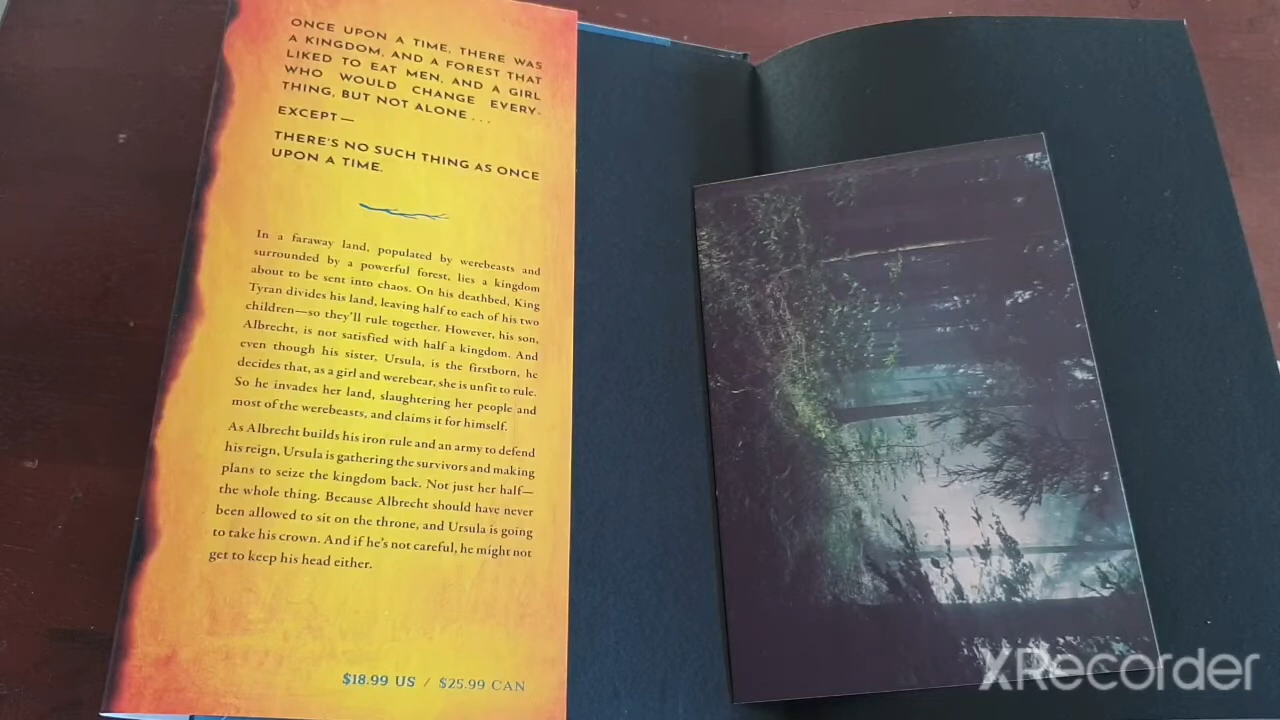 ONCE UPON A TIME, THERE WAS
A KINGDOM, AND A FOREST THAT
LIKED TO EAT MEN, AND A GIRL
WHO WOULD CHANGE EVERY-
THING, BUT NOT ALONE . . .
EXCEPT—
THERE'S NO SUCH THING AS ONCE
UPON A TIME.
In a faraway land, populated by werebeasts and
surrounded by a powerful forest, lies a kingdom
about to be sent into chaos. On his deathbed, King
Tyran divides his land, leaving half to each of his two
children—so they'll rule together. However, his son,
Albrecht, is not satisfied with half a kingdom. And
even though his sister, Ursula, is the firstborn, he
decides that, as a girl and werebear, she is unfit to rule.
So he invades her land, slaughtering her people and
most of the werebeasts, and claims it for himself.
As Albrecht builds his iron rule and an army to defend
his reign, Ursula is gathering the survivors and making
plans to seize the kingdom back. Not just her half—
the whole thing. Because Albrecht should have never
been allowed to sit on the throne, and Ursula is going
to take his crown. And if he's not careful, he might not
get to keep his head either.
$18.99 US / $25.99 CAN
XRecorder